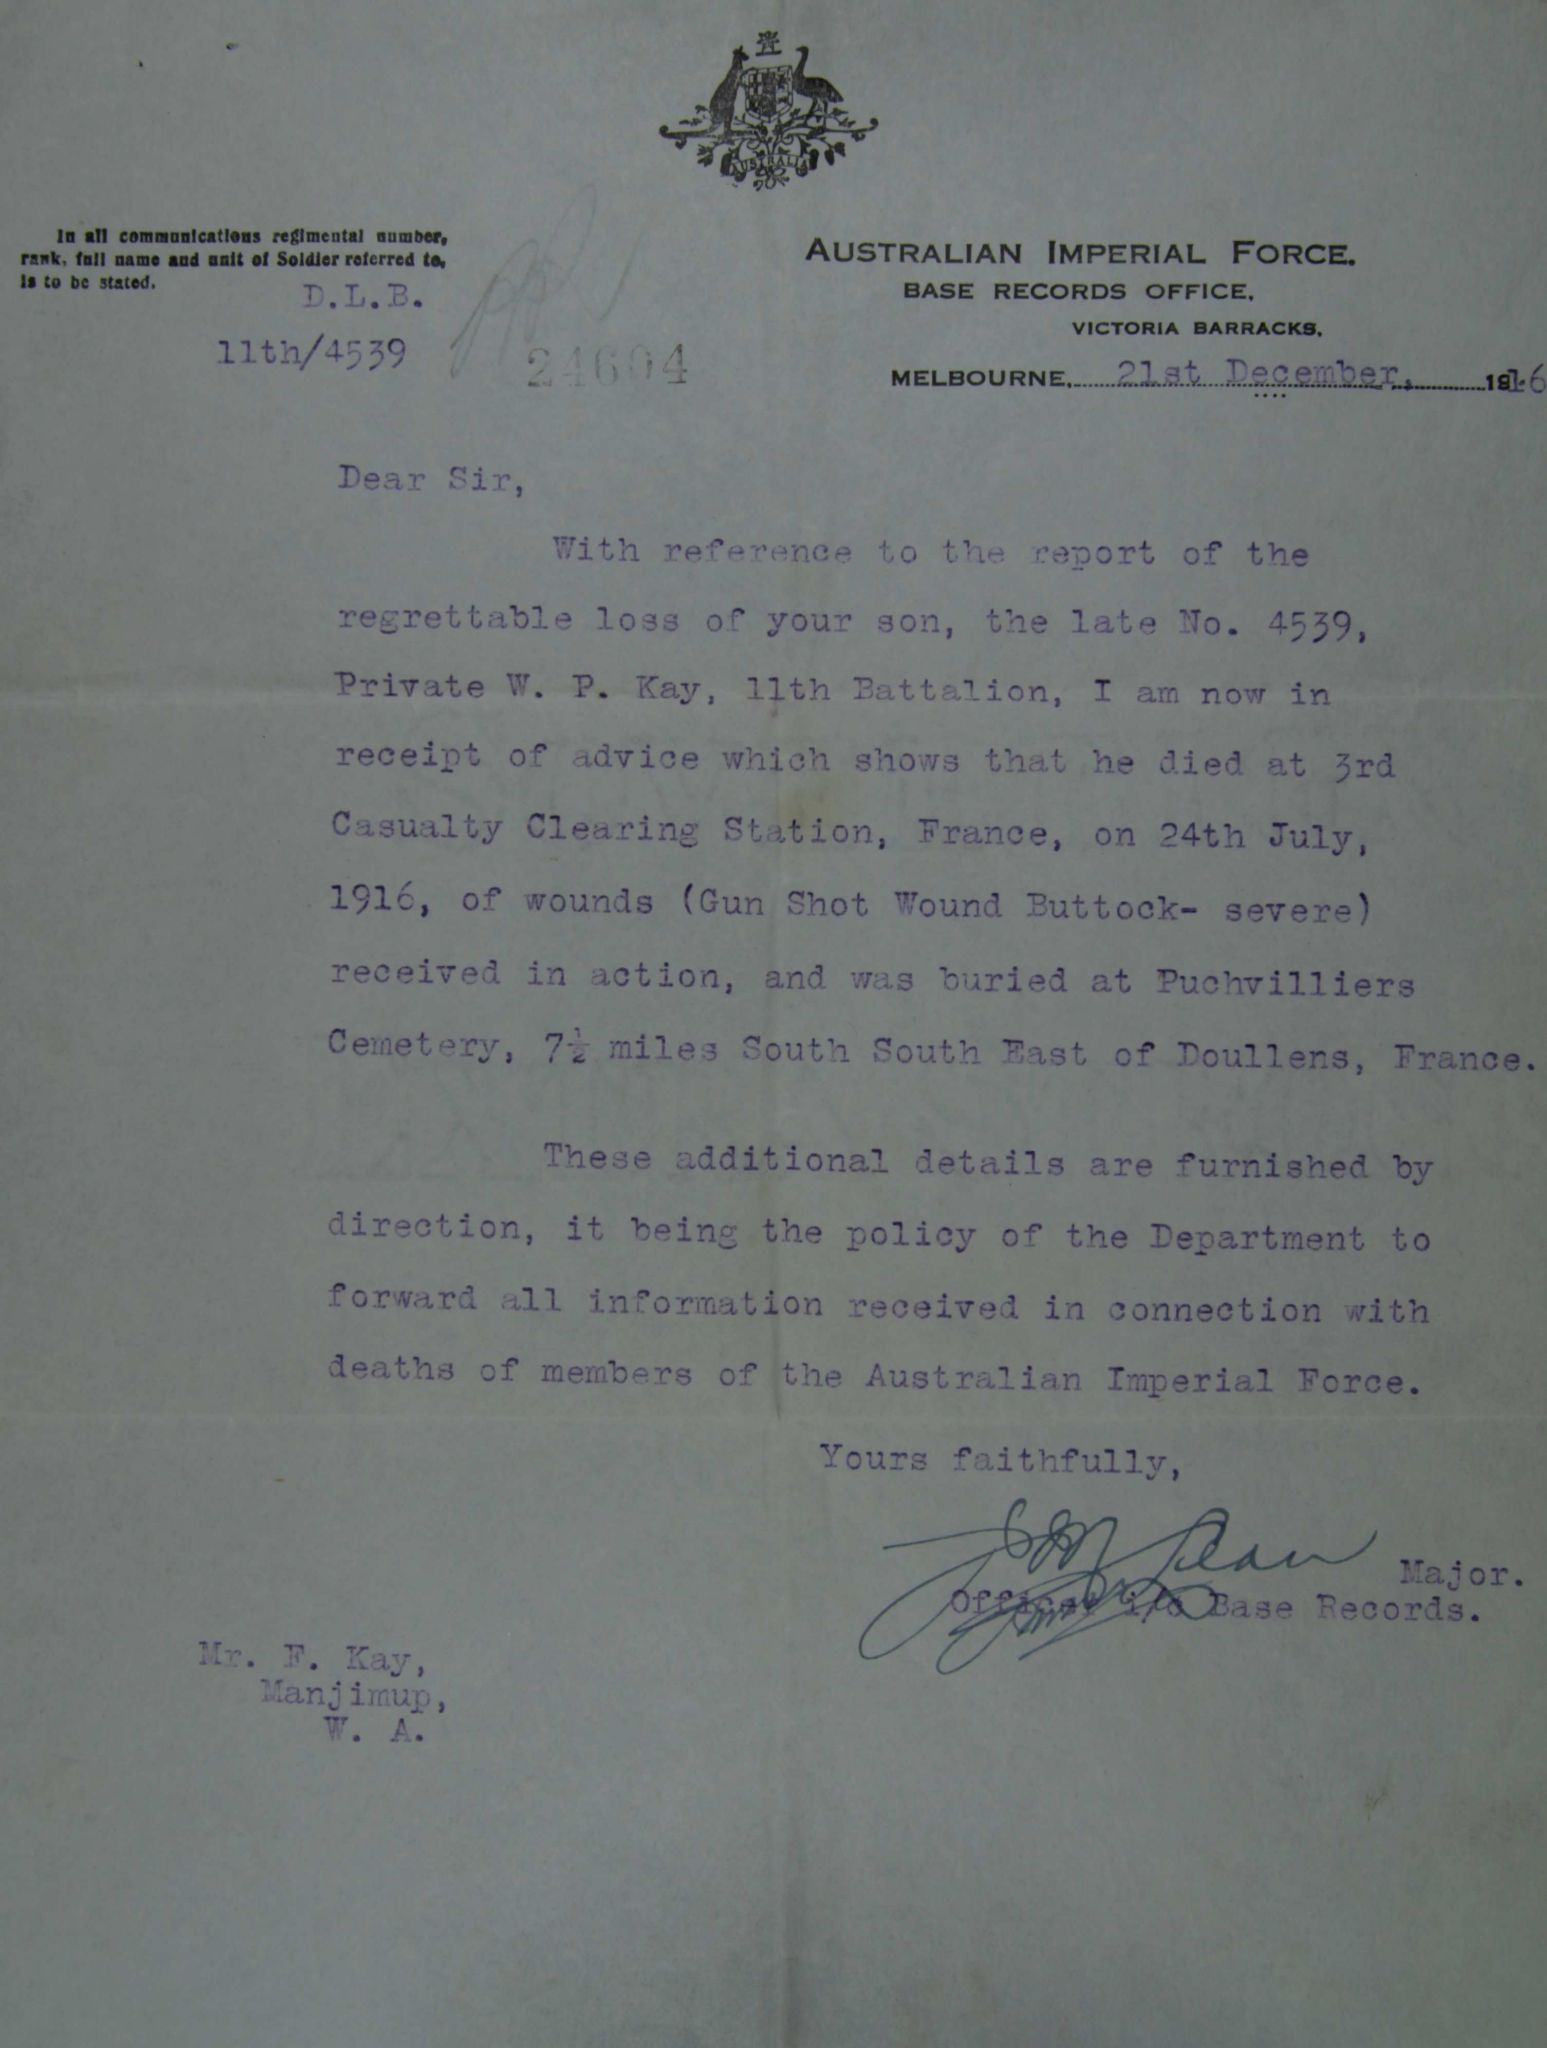 AUSTRALIA
In all communications regimental number,
rank, full name and unit of Soldier referred to,
is to be stated.
D.L.B.
11th/4539
24604
AUSTRALIAN IMPERIAL FORCE.
BASE RECORDS OFFICE,
VICTORIA BARRACKS,
MELBOURNE, 21st December, 1916
Dear Sir,
With reference to the report of the
regrettable loss of your son, the late No. 4539,
Private W. P. Kay, 11th Battalion, I am now in
receipt of advice which shows that he died at 3rd
Casualty Clearing Station, France, on 24th July,
1916, of wounds (Gun Shot Wound Buttock- severe)
received in action, and was buried at Puchvilliers
Cemetery, 7½ miles South South East of Doullens, France.
These additional details are furnished by
direction, it being the policy of the Department to
forward all information received in connection with
deaths of members of the Australian Imperial Force.
Yours faithfully,
Major.
Officer i/c Base Records.
Mr. F. Kay,
Manjimup,
W. A.